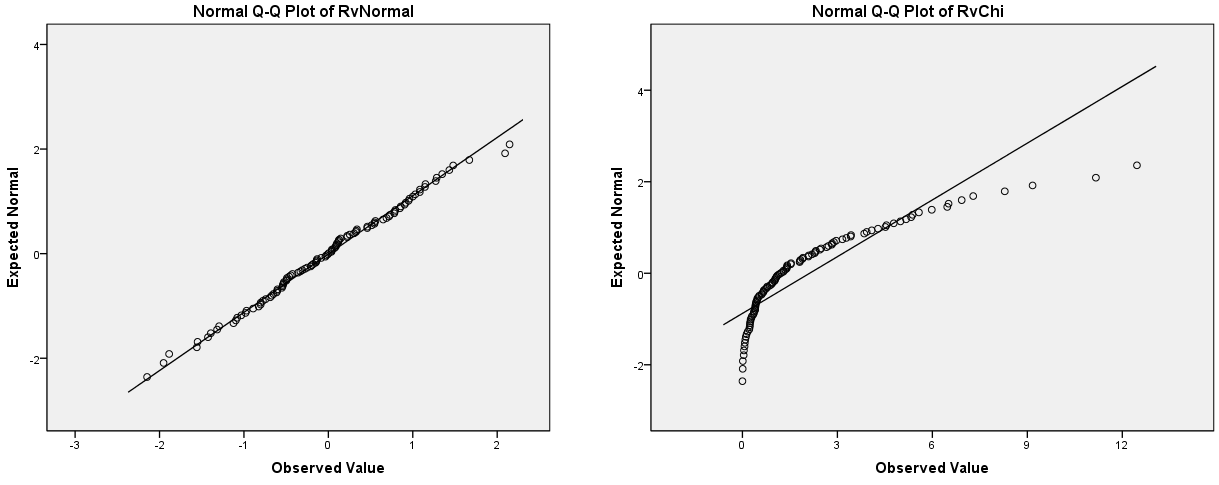 Normal Q-Q Plot of RvNormal
4
2
0
-2
Expected Normal
-3 -2 -1 0 1 2
Observed Value
Normal Q-Q Plot of RvChi
4
2
0
-2
Expected Normal
0 3 6 9 12
Observed Value